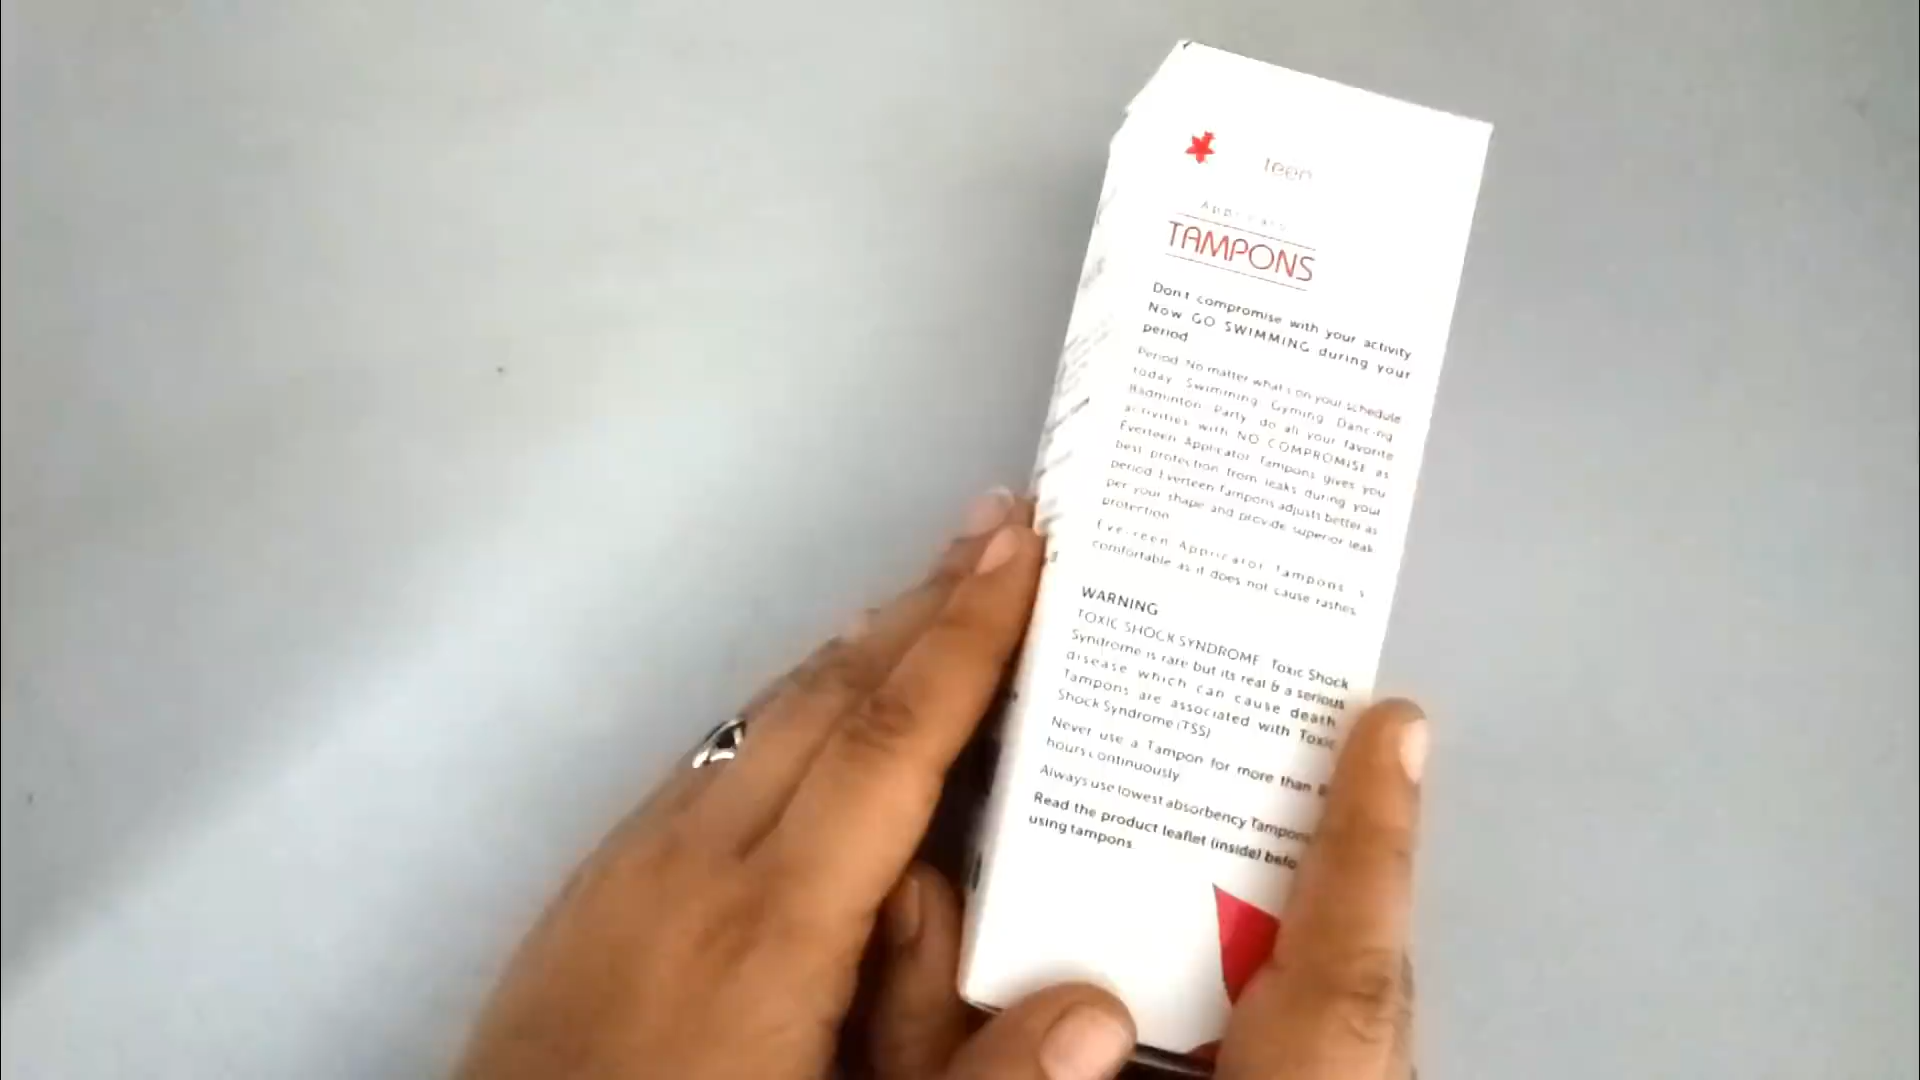 teen
TAMPONS
Don't compromise with your activity
Now GO SWIMMING during your
period
Period No matter what's on your schedule
today Swimming Gyming Dancing
Badminton Party do all your favorite
activities with NO COMPROMISE as
Everteen Applicator Tampons gives you
best protection from leaks during your
period Everteen Tampons adjusts better as
per your shape and provide superior leak
protection
Everteen Applicator Tampons is
comfortable as it does not cause rashes
WARNING
TOXIC SHOCK SYNDROME Toxic Shock
Syndrome is rare but its real & a serious
disease which can cause death
Tampons are associated with Toxic
Shock Syndrome (TSS)
Never use a Tampon for more than 8
hours continuously
Always use lowest absorbency Tampons
Read the product leaflet (inside) befo
using tampons